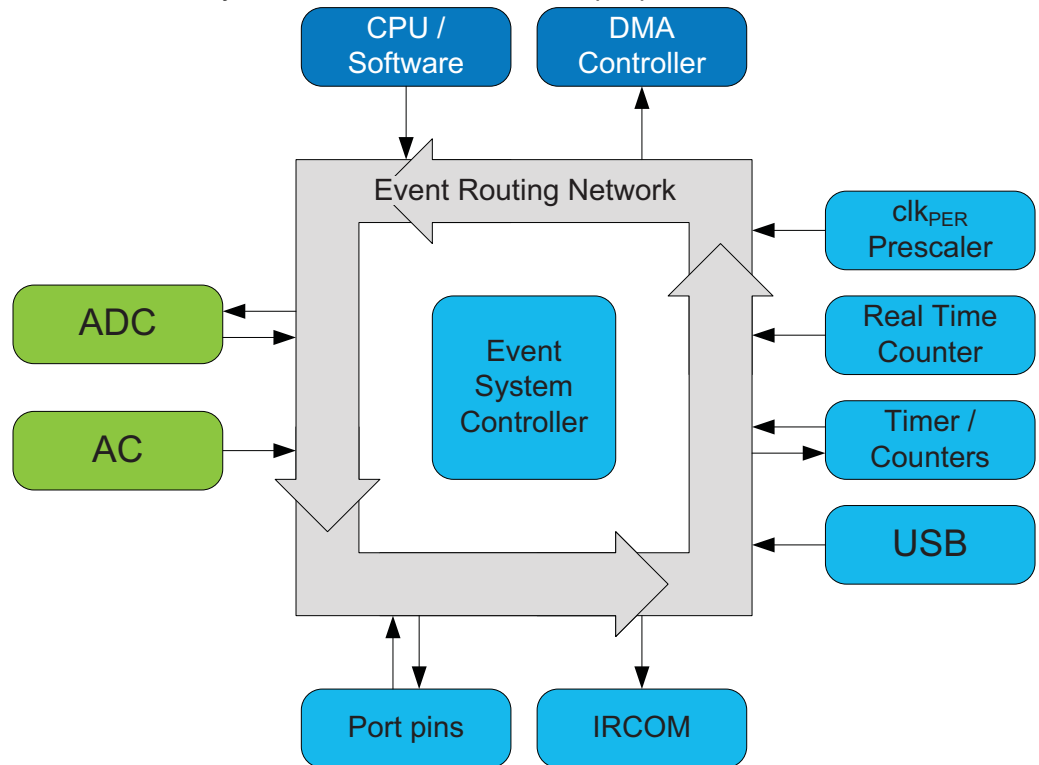 CPU /
Software
DMA
Controller
Event Routing Network
clkPER
Prescaler
ADC
Real Time
Counter
Event
System
Controller
AC
Timer /
Counters
USB
Port pins
IRCOM